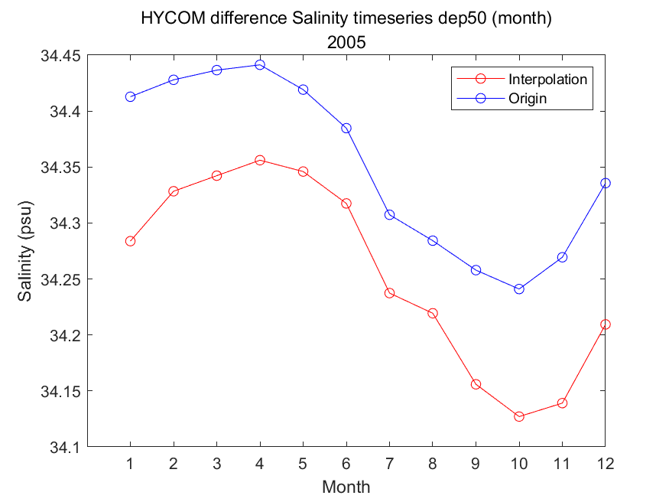 HYCOM difference Salinity timeseries dep50 (month)
2005
34.45
34.4
34.35
34.3
34.25
34.2
34.15
34.1
Salinity (psu)
Interpolation
Origin
1 2 3 4 5 6 7 8 9 10 11 12
Month